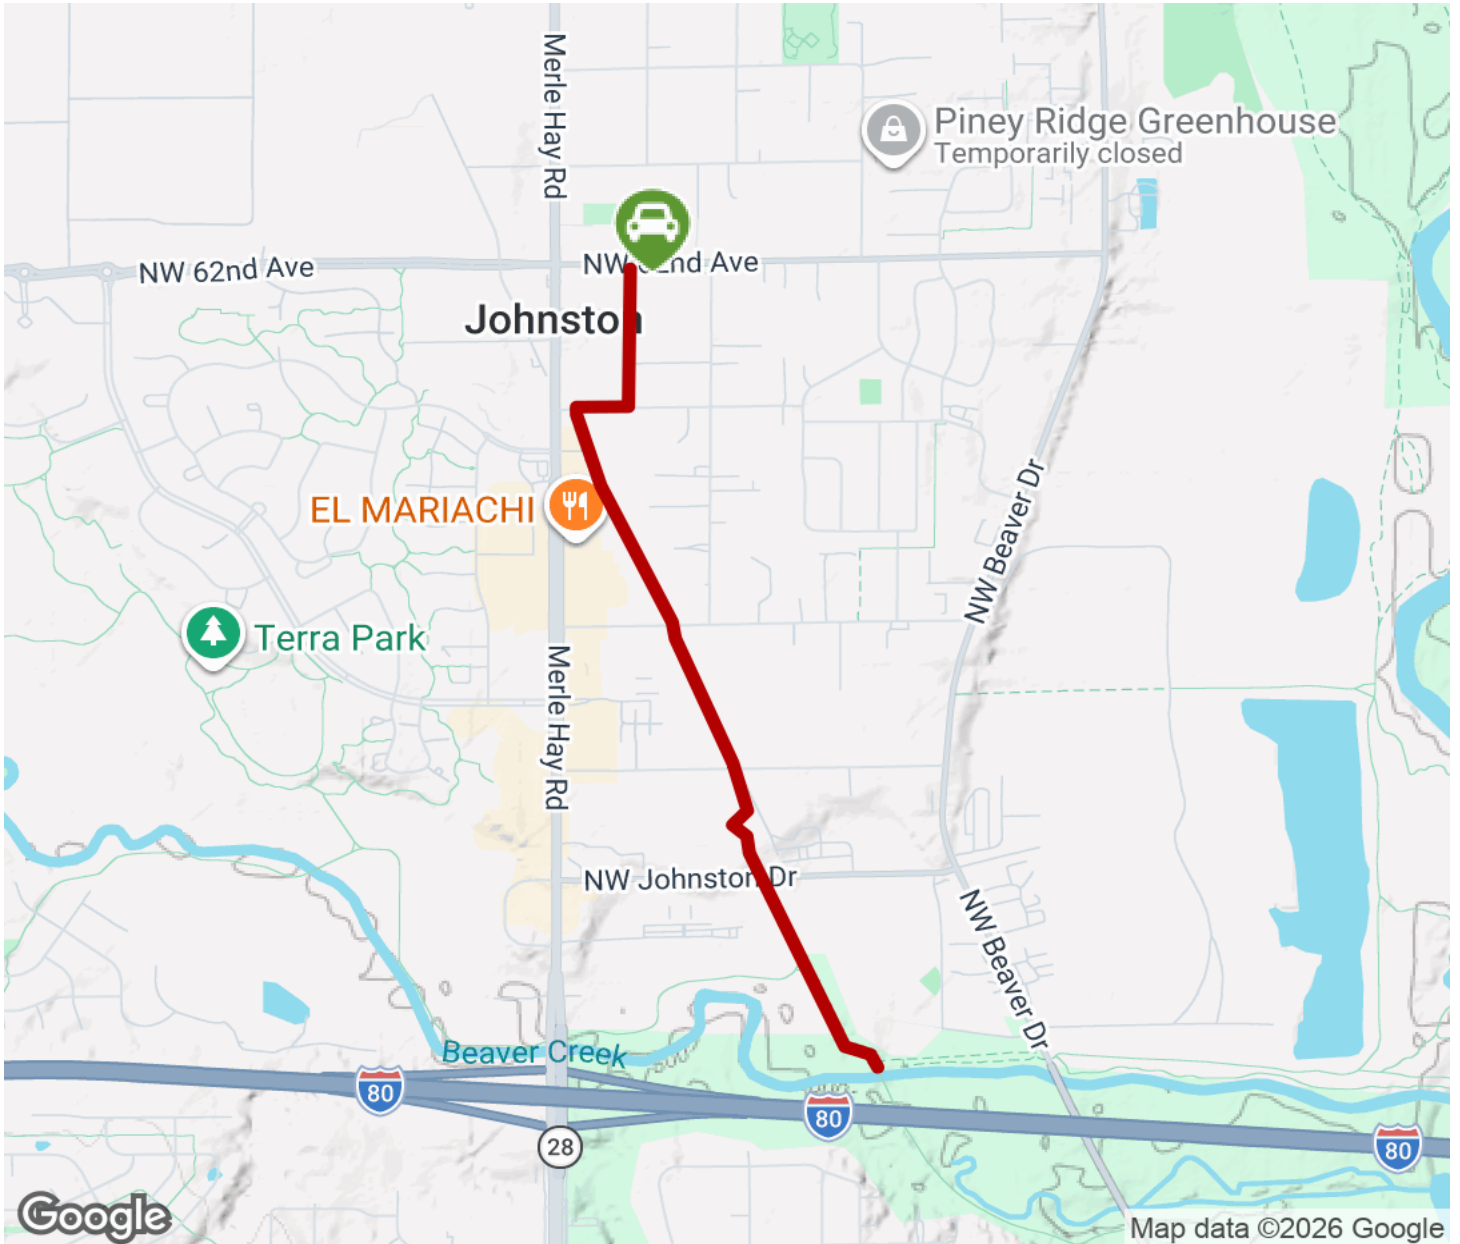 Merle Hay Rd
Piney Ridge Greenhouse
Temporarily closed
NW 62nd Ave
NW 62nd Ave
Johnston
EL MARIACHI
NW Beaver Dr
Terra Park
Merle Hay Rd
NW Johnston Dr
NW Beaver Dr
Beaver Creek
80
80
28
80
Google
Map data ©2026 Google